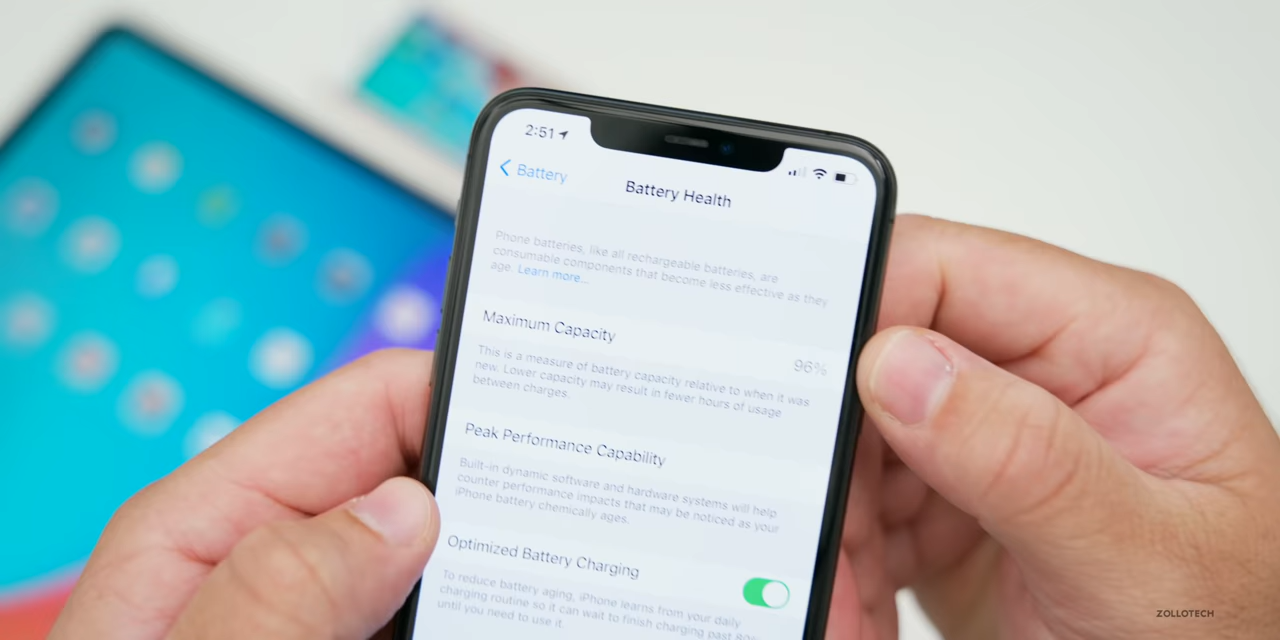 2:51
Battery
Battery Health
Phone batteries, like all rechargeable batteries, are
consumable components that become less effective as they
age. Learn more...
Maximum Capacity
96%
This is a measure of battery capacity relative to when it was
new. Lower capacity may result in fewer hours of usage
between charges.
Peak Performance Capability
Built-in dynamic software and hardware systems will help
counter performance impacts that may be noticed as your
iPhone battery chemically ages.
Optimized Battery Charging
To reduce battery aging, iPhone learns from your daily
charging routine so it can wait to finish charging past 80%
until you need to use it.
ZOLLOTECH